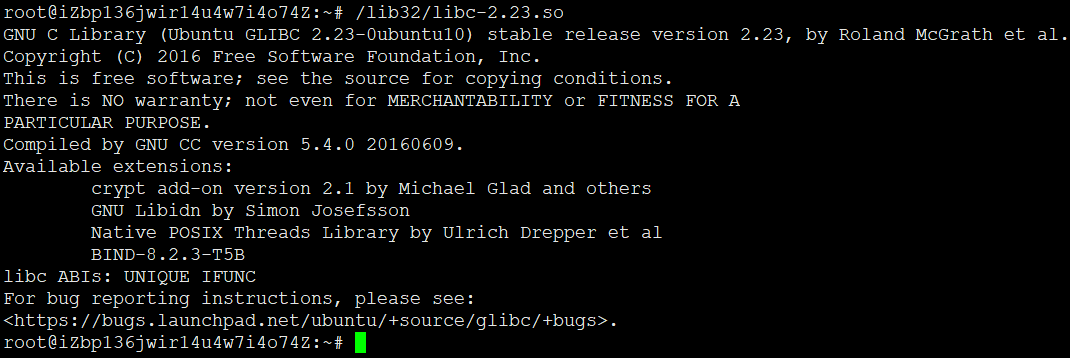 root@iZbp136jwir14u4w7i4o74Z:~# /lib32/libc-2.23.so
GNU C Library (Ubuntu GLIBC 2.23-0ubuntu10) stable release version 2.23, by Roland McGrath et al.
Copyright (C) 2016 Free Software Foundation, Inc.
This is free software; see the source for copying conditions.
There is NO warranty; not even for MERCHANTABILITY or FITNESS FOR A
PARTICULAR PURPOSE.
Compiled by GNU CC version 5.4.0 20160609.
Available extensions:
        crypt add-on version 2.1 by Michael Glad and others
        GNU Libidn by Simon Josefsson
        Native POSIX Threads Library by Ulrich Drepper et al
        BIND-8.2.3-T5B
libc ABIs: UNIQUE IFUNC
For bug reporting instructions, please see:
<https://bugs.launchpad.net/ubuntu/+source/glibc/+bugs>.
root@iZbp136jwir14u4w7i4o74Z:~#